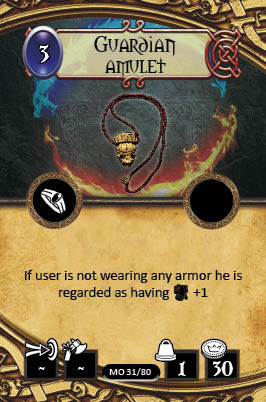 3
GUARDIAN
AMULET
If user is not wearing any armor he is
regarded as having +1
~ ~ MO 31/80 1 30